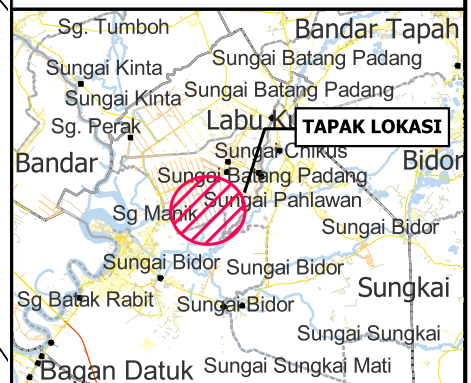 Sg. Tumboh
Bandar Tapah
Sungai Batang Padang
Sungai Kinta
Sungai Batang Padang
Sungai Kinta
Labu Ku
TAPAK LOKASI
Sg. Perak
Sungai Chikus
Bandar
Bidor
Sungai Batang Padang
Sungai Pahlawan
Sg Manik
Sungai Bidor
Sungai Bidor
Sungai Bidor
Sungkai
Sg Batak Rabit
Sungai Bidor
Sungai Sungkai
Sungai Sungkai Mati
Bagan Datuk